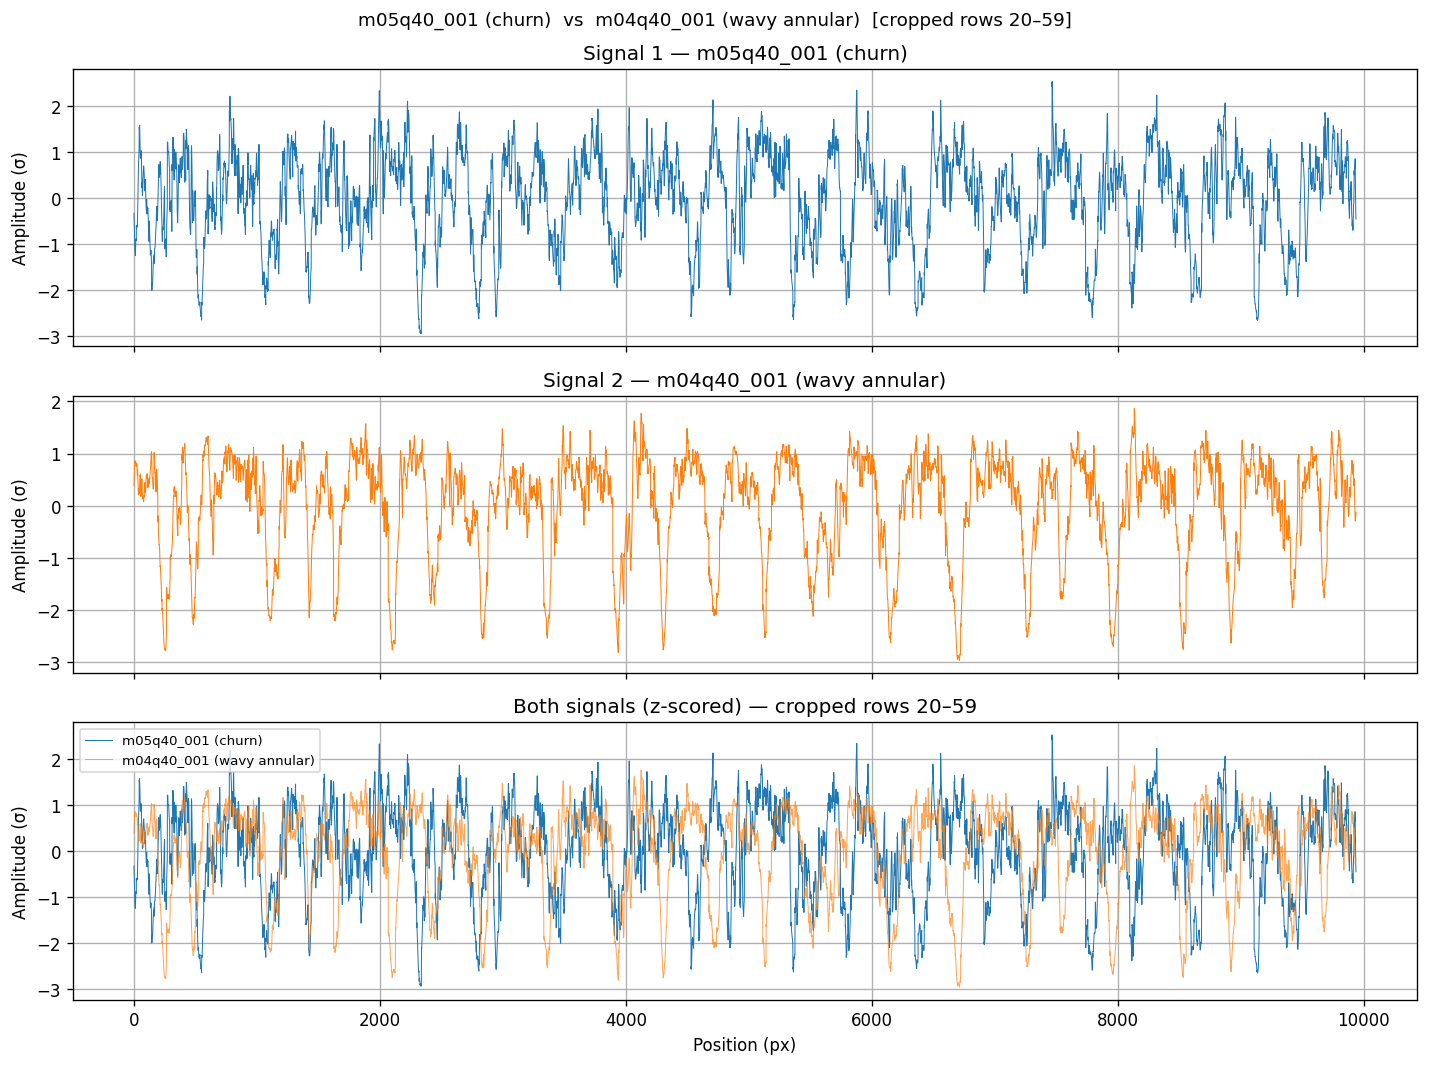 m05q40_001 (churn)  vs  m04q40_001 (wavy annular)  [cropped rows 20–59]
Signal 1 — m05q40_001 (churn)
2
1
0
−1
−2
−3
Amplitude (σ)
Signal 2 — m04q40_001 (wavy annular)
2
1
0
−1
−2
−3
Amplitude (σ)
Both signals (z-scored) — cropped rows 20–59
m05q40_001 (churn)
m04q40_001 (wavy annular)
2
1
0
−1
−2
−3
Amplitude (σ)
0 2000 4000 6000 8000 10000
Position (px)